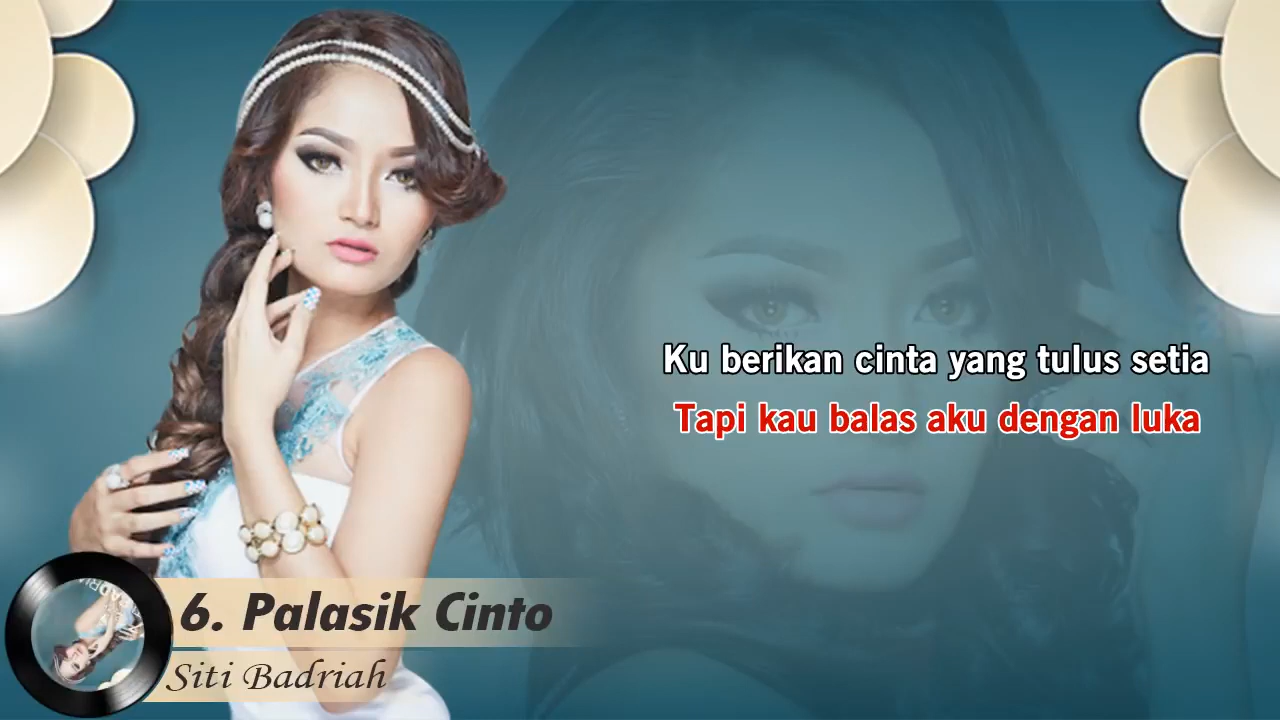 Ku berikan cinta yang tulus setia
Tapi kau balas aku dengan luka
6. Palasik Cinto
Siti Badriah